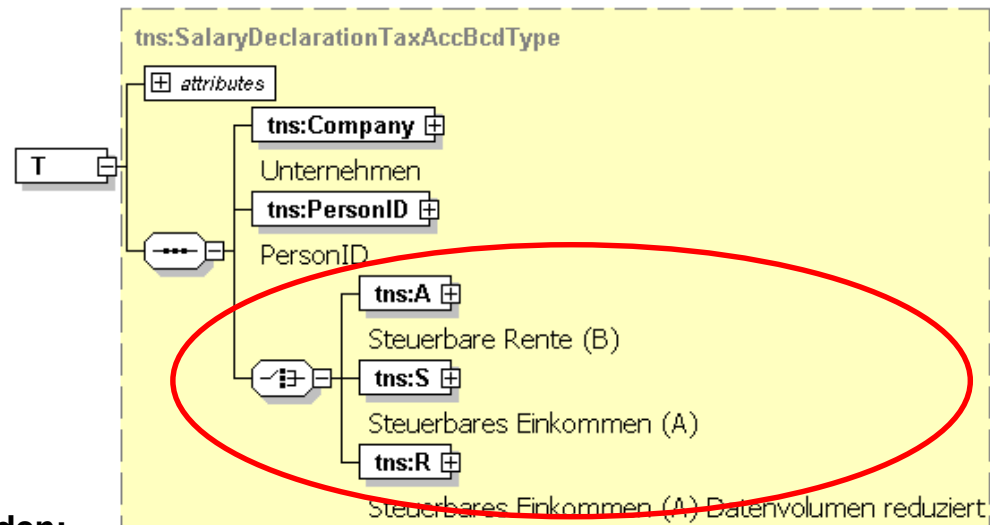 tns:SalaryDeclarationTaxAccBcdType
attributes
tns:Company
T
Unternehmen
tns:PersonID
PersonID
tns:A
Steuerbare Rente (B)
tns:S
Steuerbares Einkommen (A)
tns:R
Steuerbares Einkommen (A) Datenvolumen reduziert
den: